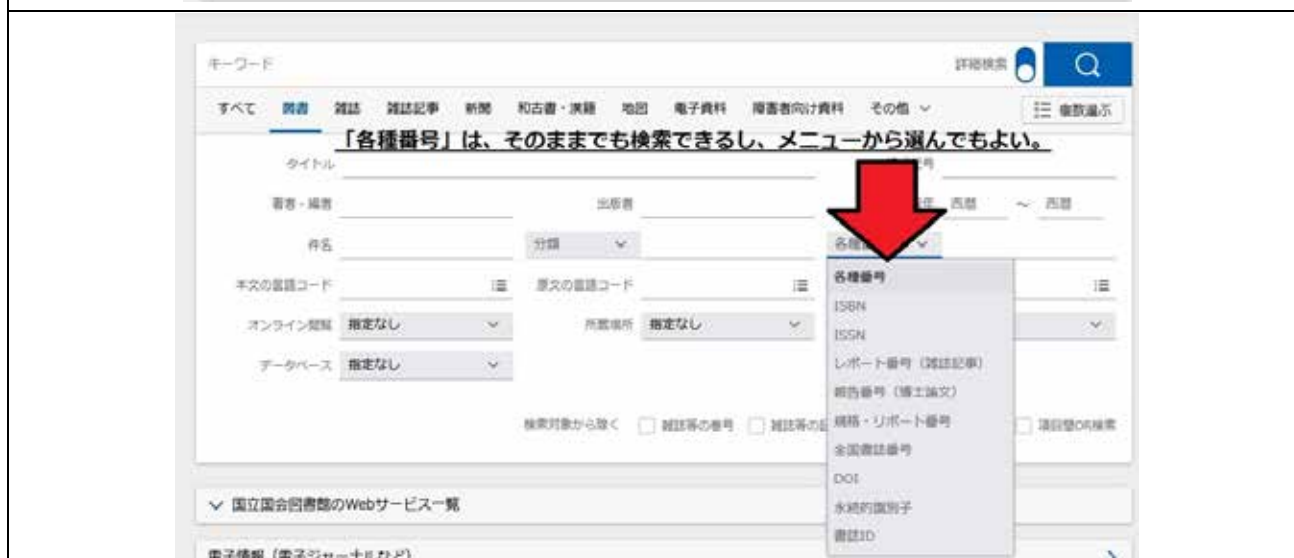 キーワード 詳細検索
すべて 図書 雑誌 雑誌記事 新聞 和古書・漢籍 地図 電子資料 障害者向け資料 その他 複数選ぶ
「各種番号」は、そのままでも検索できるし、メニューから選んでもよい。
タイトル
著者・編者 出版者 西暦 ～ 西暦
件名 分類
本文の言語コード 原文の言語コード
オンライン閲覧 指定なし 所蔵場所 指定なし
データベース 指定なし
各種番号
ISBN
ISSN
レポート番号（雑誌記事）
報告番号（博士論文）
規格・リポート番号
全国書誌番号
DOI
永続的識別子
書誌ID
検索対象から除く 雑誌等の巻号 項目間OR検索
国立国会図書館のWebサービス一覧
電子情報（電子ジャーナルなど）